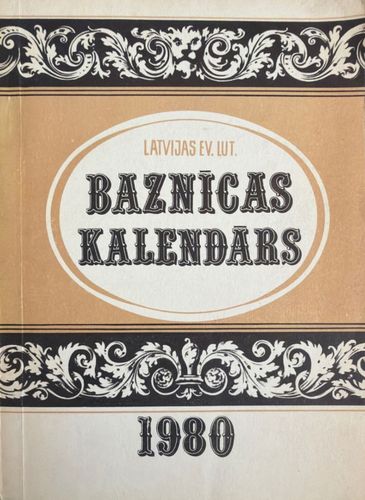 LATVIJAS EV. LUT.
BAZNĪCAS
KALENDĀRS
1980